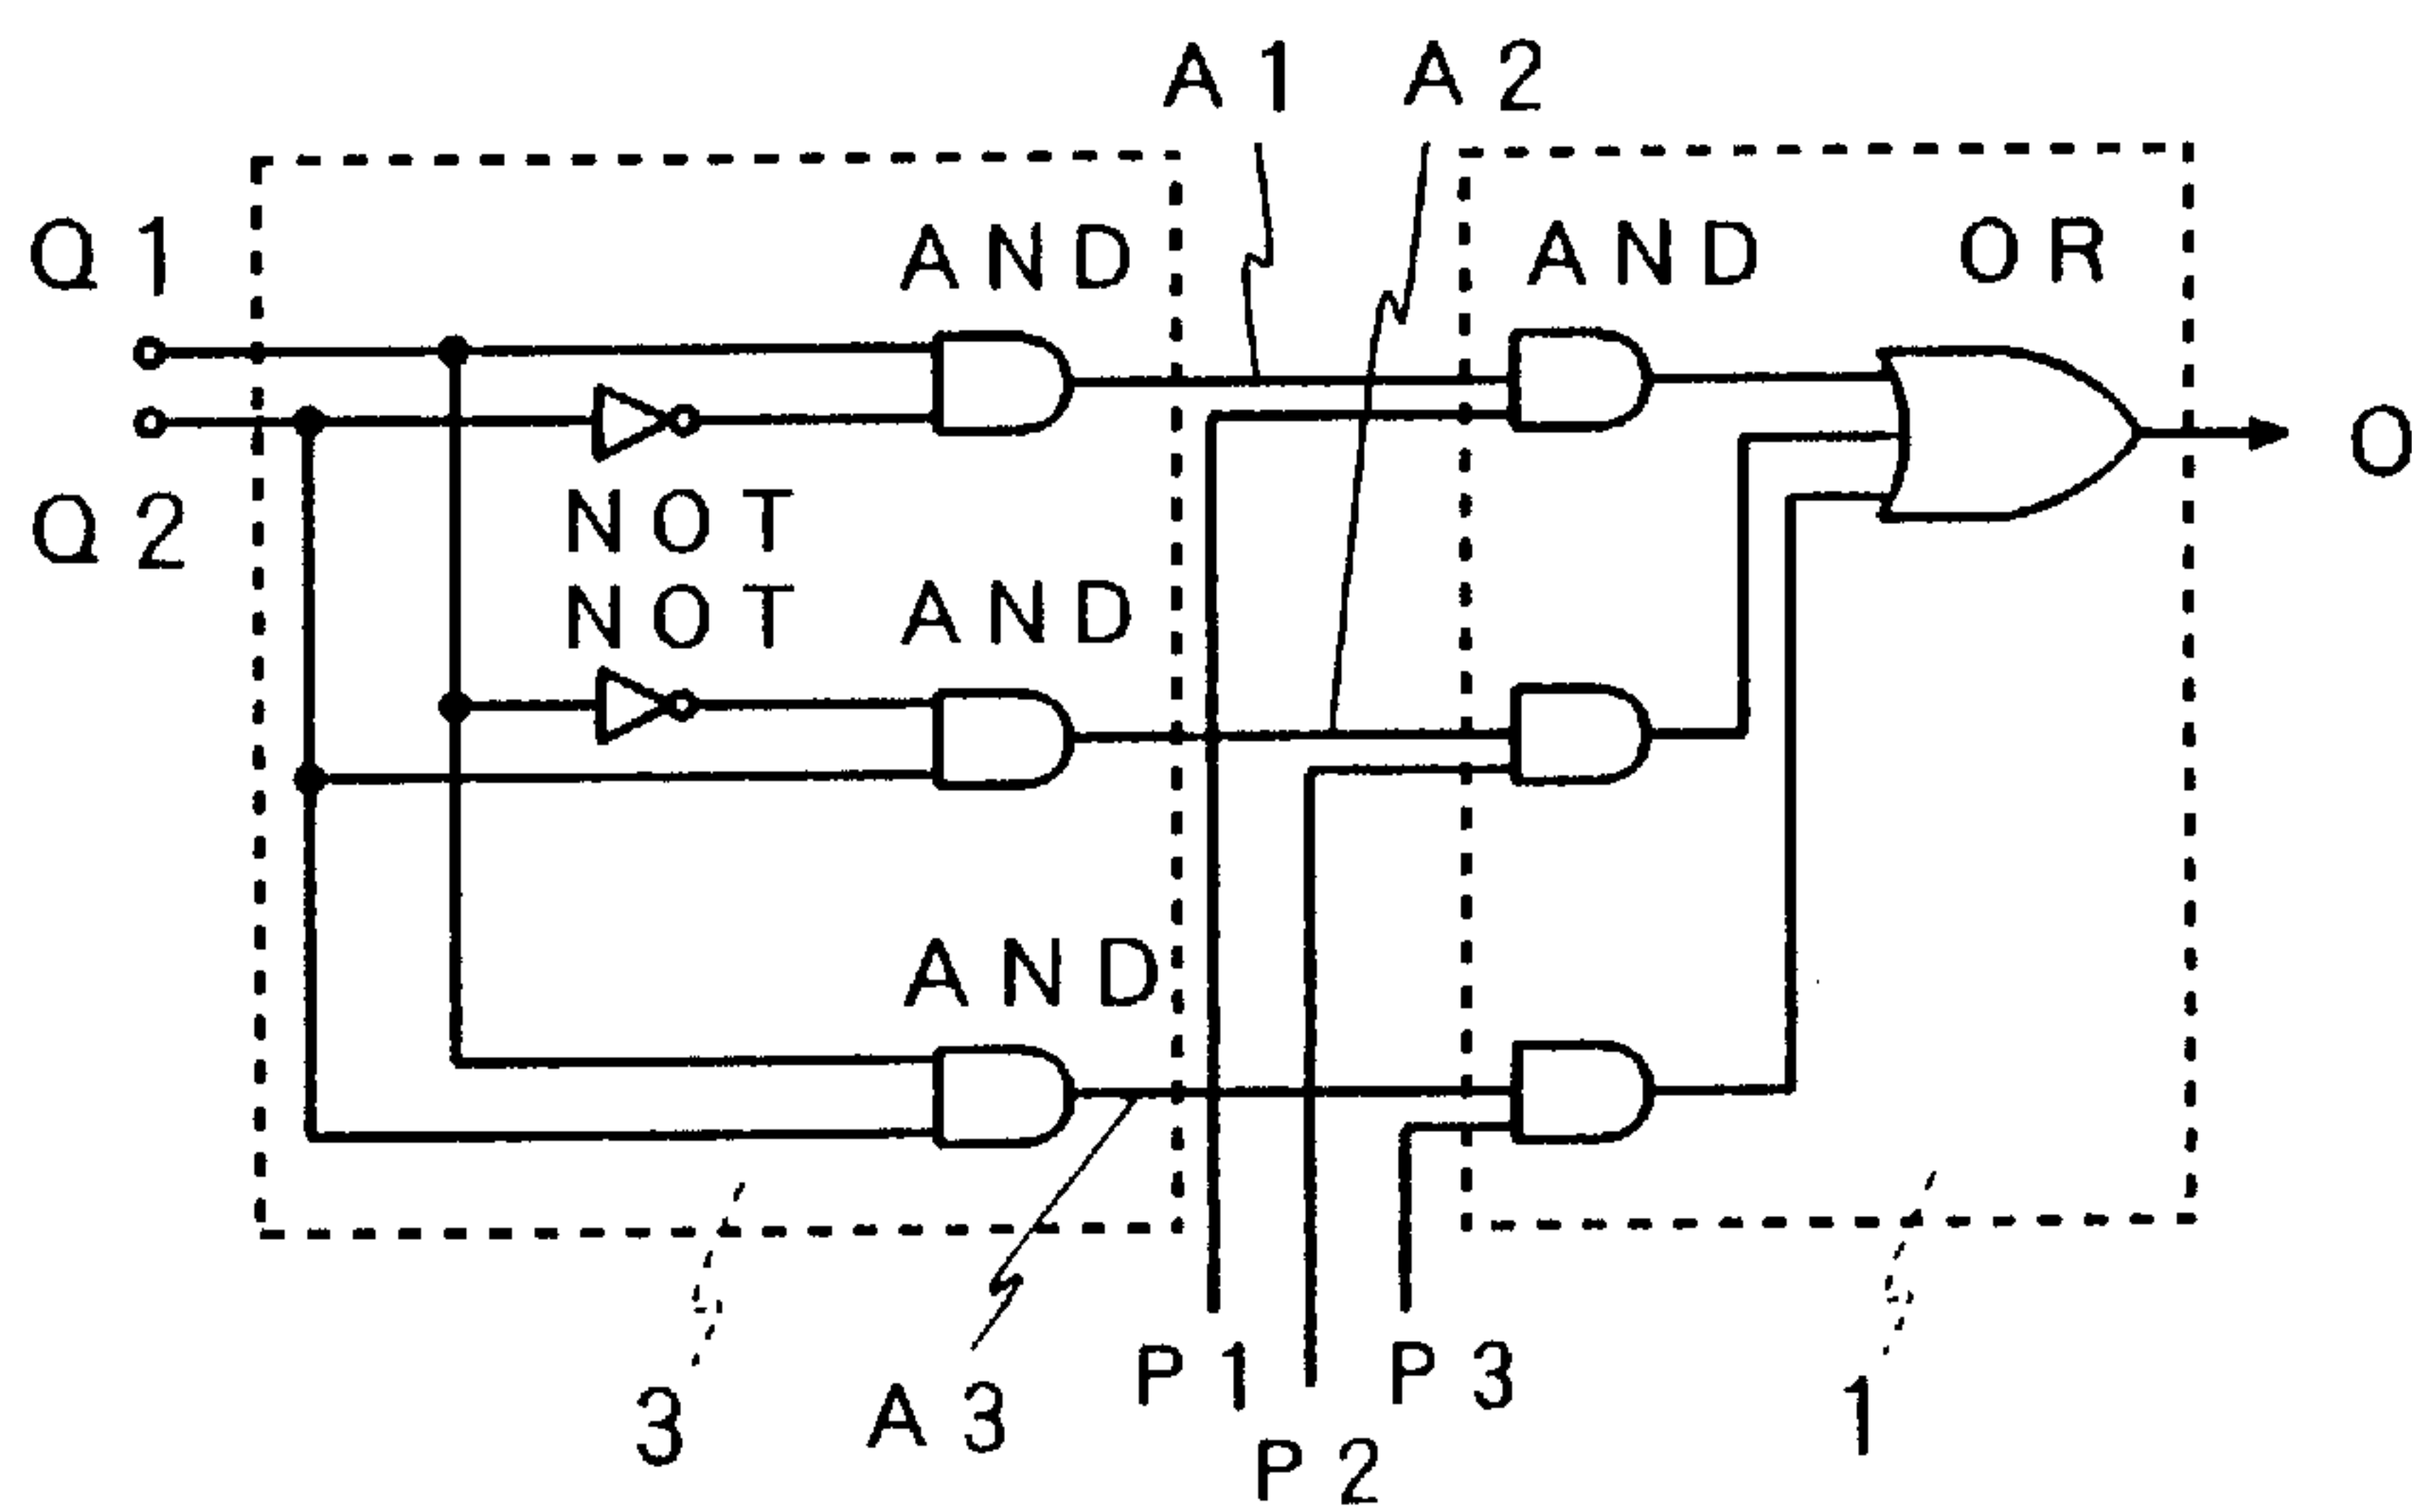 A1 A2
Q1 AND AND OR
O
Q2 NOT
NOT AND
AND
P1 P3
3 A3 1
P2